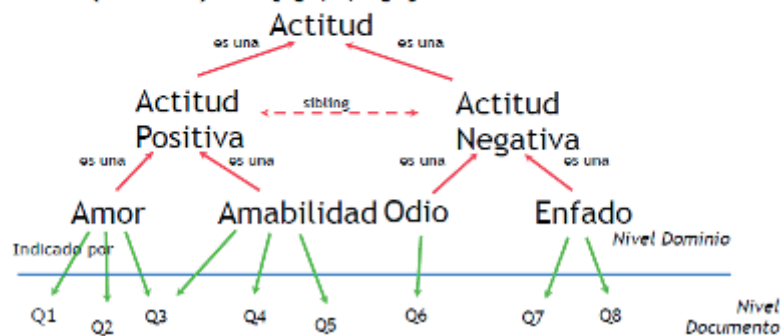 Actitud
es una
es una
Actitud
Positiva
sibling
Actitud
Negativa
es una
es una
es una
es una
Amor
Amabilidad
Odio
Enfado
Indicado por
Nivel Dominio
Q1
Q2
Q3
Q4
Q5
Q6
Q7
Q8
Nivel
Documento